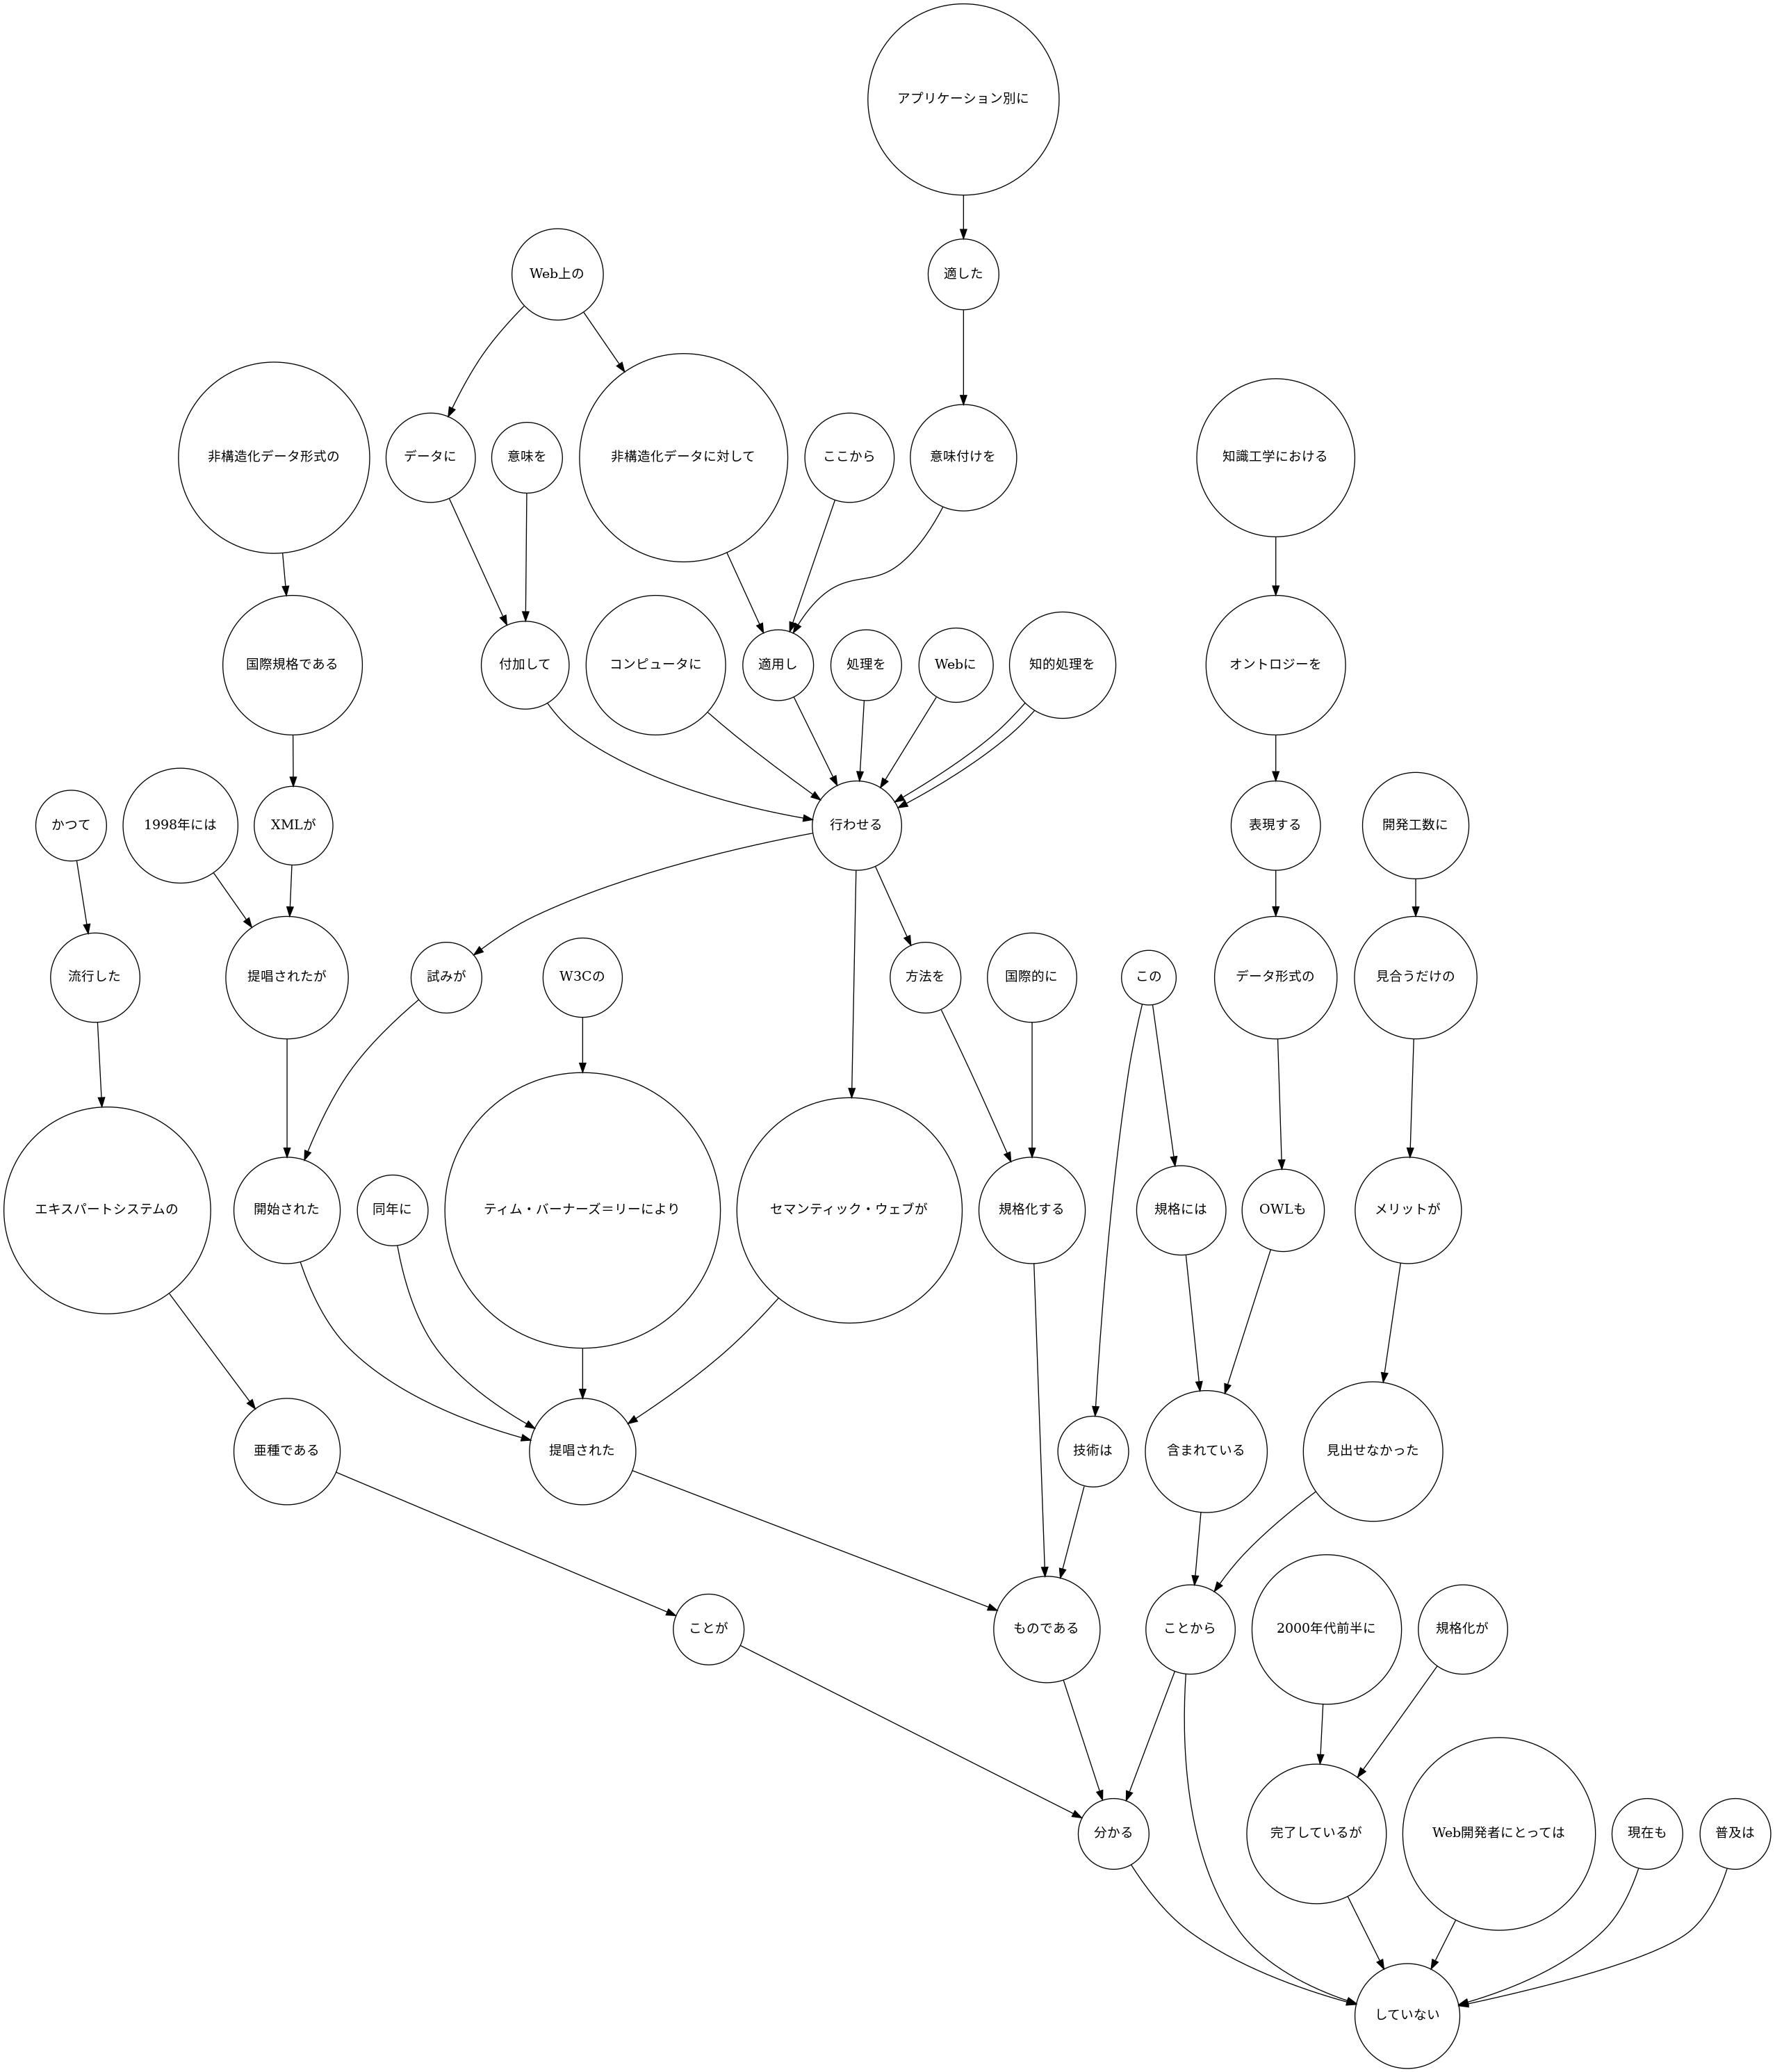 アプリケーション別に
Web上の
適した
非構造化データ形式の
データに
意味を
非構造化データに対して
ここから
意味付けを
知識工学における
国際規格である
付加して
コンピュータに
適用し
処理を
Webに
知的処理を
オントロジーを
かつて
1998年には
XMLが
行わせる
表現する
開発工数に
流行した
提唱されたが
試みが
W3Cの
方法を
国際的に
この
データ形式の
見合うだけの
エキスパートシステムの
開始された
同年に
ティム・バーナーズ＝リーにより
セマンティック・ウェブが
規格化する
規格には
OWLも
メリットが
亜種である
提唱された
技術は
含まれている
見出せなかった
ことが
ものである
ことから
2000年代前半に
規格化が
分かる
完了しているが
Web開発者にとっては
現在も
普及は
していない